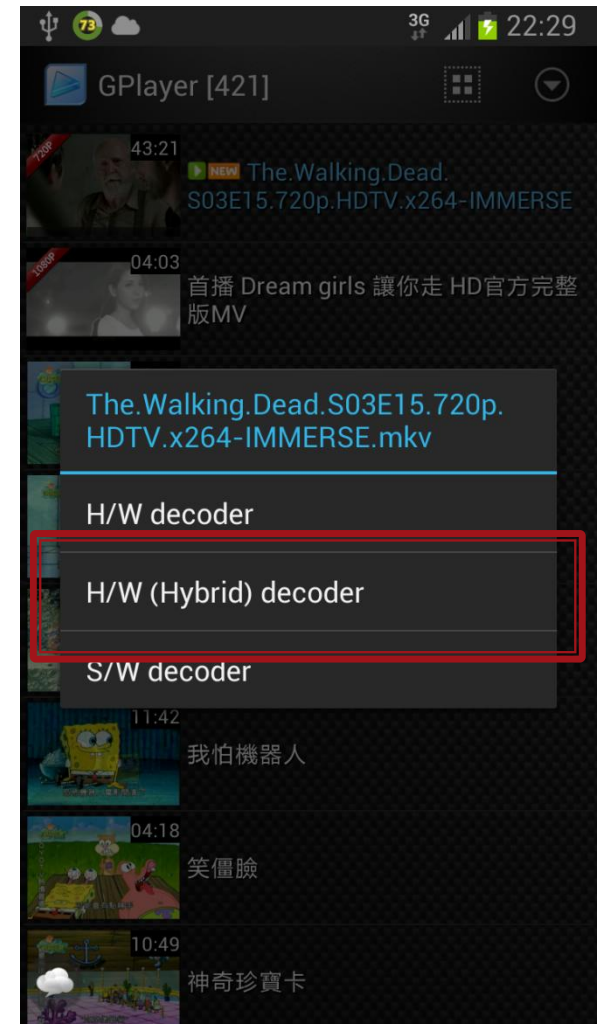 73
3G
22:29
GPlayer [421]
720P
43:21
NEW The.Walking.Dead.
S03E15.720p.HDTV.x264-IMMERSE
1080P
04:03
首播 Dream girls 讓你走 HD官方完整
版MV
The.Walking.Dead.S03E15.720p.
HDTV.x264-IMMERSE.mkv
H/W decoder
H/W (Hybrid) decoder
S/W decoder
11:42
我怕機器人
04:18
笑僵臉
10:49
神奇珍寶卡